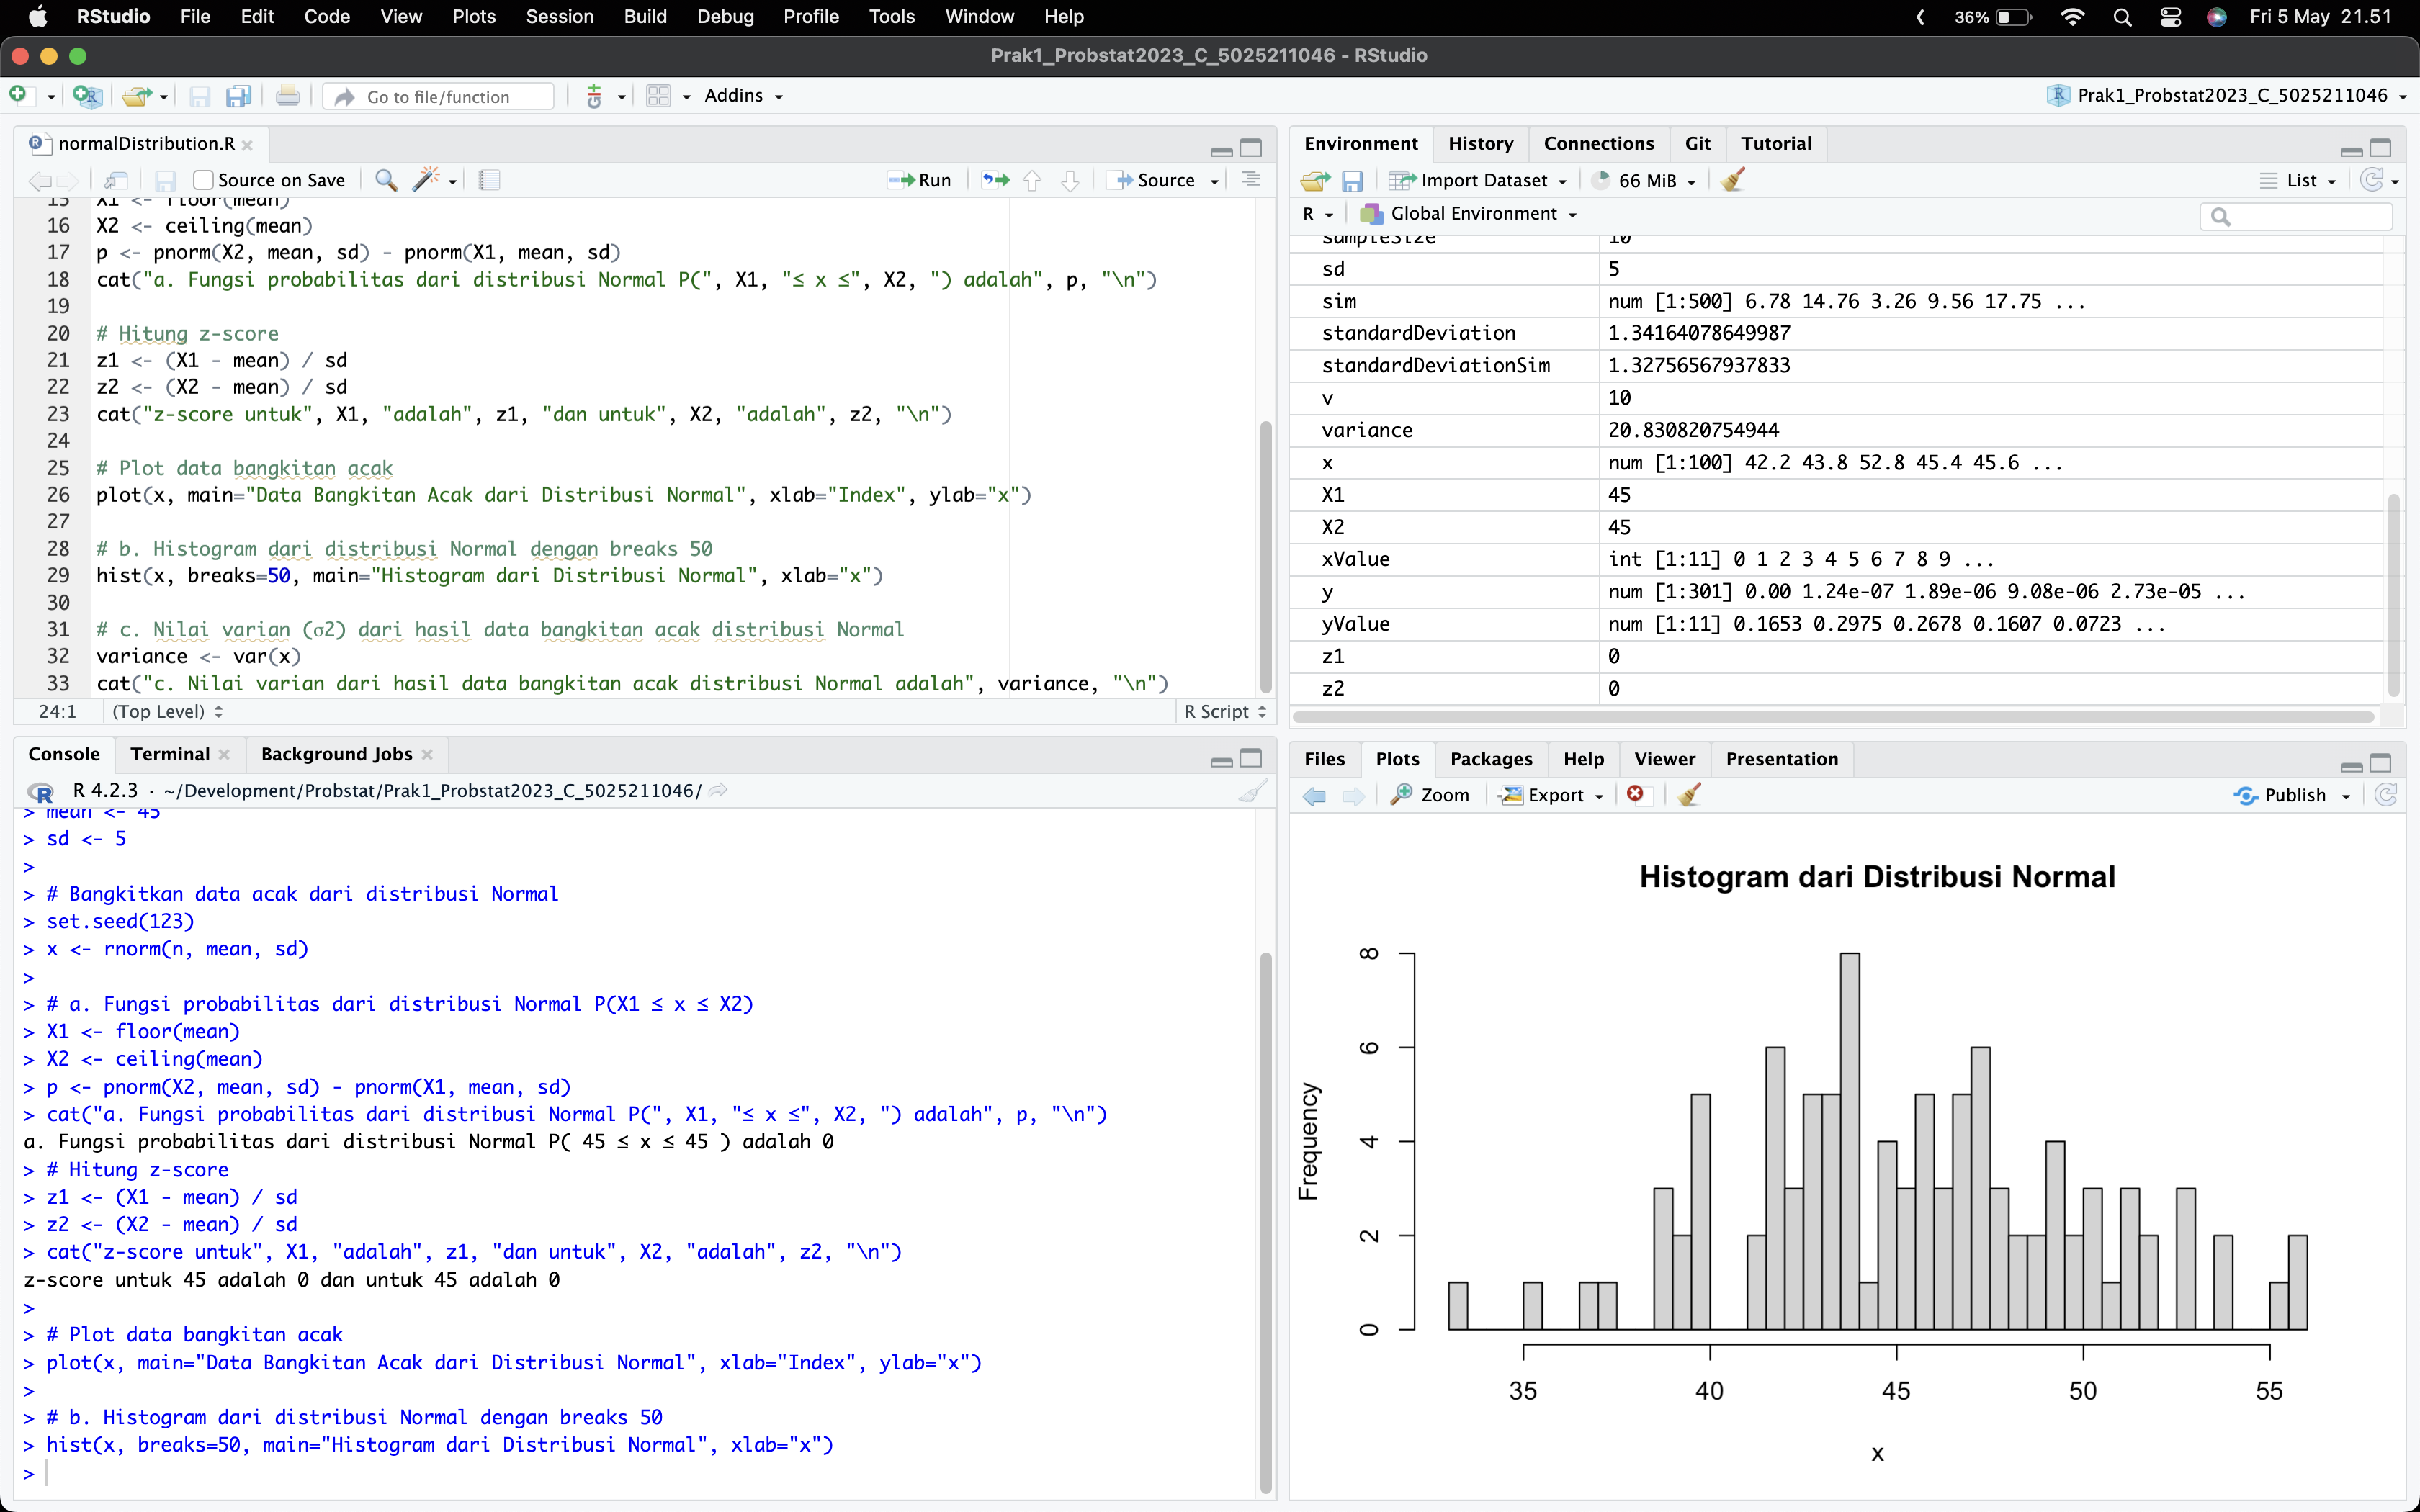 RStudio File Edit Code View Plots Session Build Debug Profile Tools Window Help 36% Fri 5 May 21.51
Prak1_Probstat2023_C_5025211046 - RStudio
Go to file/function Addins Prak1_Probstat2023_C_5025211046
normalDistribution.R
Source on Save Run Source
15 X1 <- floor(mean)
16 X2 <- ceiling(mean)
17 p <- pnorm(X2, mean, sd) - pnorm(X1, mean, sd)
18 cat("a. Fungsi probabilitas dari distribusi Normal P(", X1, "≤ x ≤", X2, ") adalah", p, "\n")
19
20 # Hitung z-score
21 z1 <- (X1 - mean) / sd
22 z2 <- (X2 - mean) / sd
23 cat("z-score untuk", X1, "adalah", z1, "dan untuk", X2, "adalah", z2, "\n")
24
25 # Plot data bangkitan acak
26 plot(x, main="Data Bangkitan Acak dari Distribusi Normal", xlab="Index", ylab="x")
27
28 # b. Histogram dari distribusi Normal dengan breaks 50
29 hist(x, breaks=50, main="Histogram dari Distribusi Normal", xlab="x")
30
31 # c. Nilai varian (σ2) dari hasil data bangkitan acak distribusi Normal
32 variance <- var(x)
33 cat("c. Nilai varian dari hasil data bangkitan acak distribusi Normal adalah", variance, "\n")
24:1 (Top Level) R Script
Console Terminal Background Jobs
R 4.2.3 · ~/Development/Probstat/Prak1_Probstat2023_C_5025211046/
> mean <- 45
> sd <- 5
>
> # Bangkitkan data acak dari distribusi Normal
> set.seed(123)
> x <- rnorm(n, mean, sd)
>
> # a. Fungsi probabilitas dari distribusi Normal P(X1 ≤ x ≤ X2)
> X1 <- floor(mean)
> X2 <- ceiling(mean)
> p <- pnorm(X2, mean, sd) - pnorm(X1, mean, sd)
> cat("a. Fungsi probabilitas dari distribusi Normal P(", X1, "≤ x ≤", X2, ") adalah", p, "\n")
a. Fungsi probabilitas dari distribusi Normal P( 45 ≤ x ≤ 45 ) adalah 0
> # Hitung z-score
> z1 <- (X1 - mean) / sd
> z2 <- (X2 - mean) / sd
> cat("z-score untuk", X1, "adalah", z1, "dan untuk", X2, "adalah", z2, "\n")
z-score untuk 45 adalah 0 dan untuk 45 adalah 0
>
> # Plot data bangkitan acak
> plot(x, main="Data Bangkitan Acak dari Distribusi Normal", xlab="Index", ylab="x")
>
> # b. Histogram dari distribusi Normal dengan breaks 50
> hist(x, breaks=50, main="Histogram dari Distribusi Normal", xlab="x")
>
Environment History Connections Git Tutorial
Import Dataset 66 MiB List
R Global Environment
sampleSize 10
sd 5
sim num [1:500] 6.78 14.76 3.26 9.56 17.75 ...
standardDeviation 1.34164078649987
standardDeviationSim 1.32756567937833
v 10
variance 20.830820754944
x num [1:100] 42.2 43.8 52.8 45.4 45.6 ...
X1 45
X2 45
xValue int [1:11] 0 1 2 3 4 5 6 7 8 9 ...
y num [1:301] 0.00 1.24e-07 1.89e-06 9.08e-06 2.73e-05 ...
yValue num [1:11] 0.1653 0.2975 0.2678 0.1607 0.0723 ...
z1 0
z2 0
Files Plots Packages Help Viewer Presentation
Zoom Export Publish
Histogram dari Distribusi Normal
Frequency
8
6
4
2
0
35 40 45 50 55
x